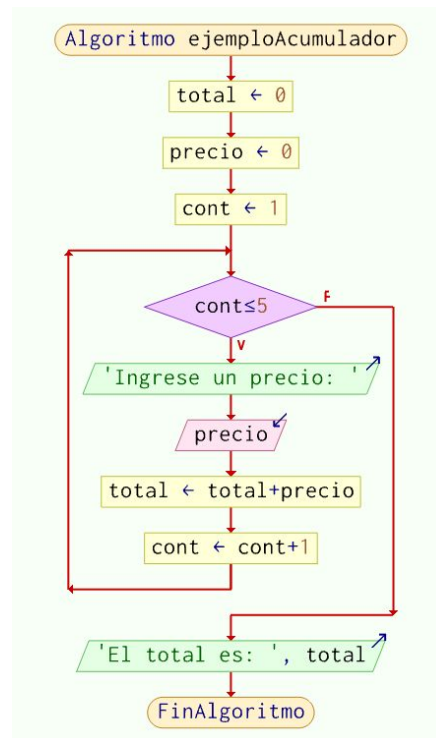 Algoritmo ejemploAcumulador
total ← 0
precio ← 0
cont ← 1
cont≤5
F
V
'Ingrese un precio: '
precio
total ← total+precio
cont ← cont+1
'El total es: ', total
FinAlgoritmo